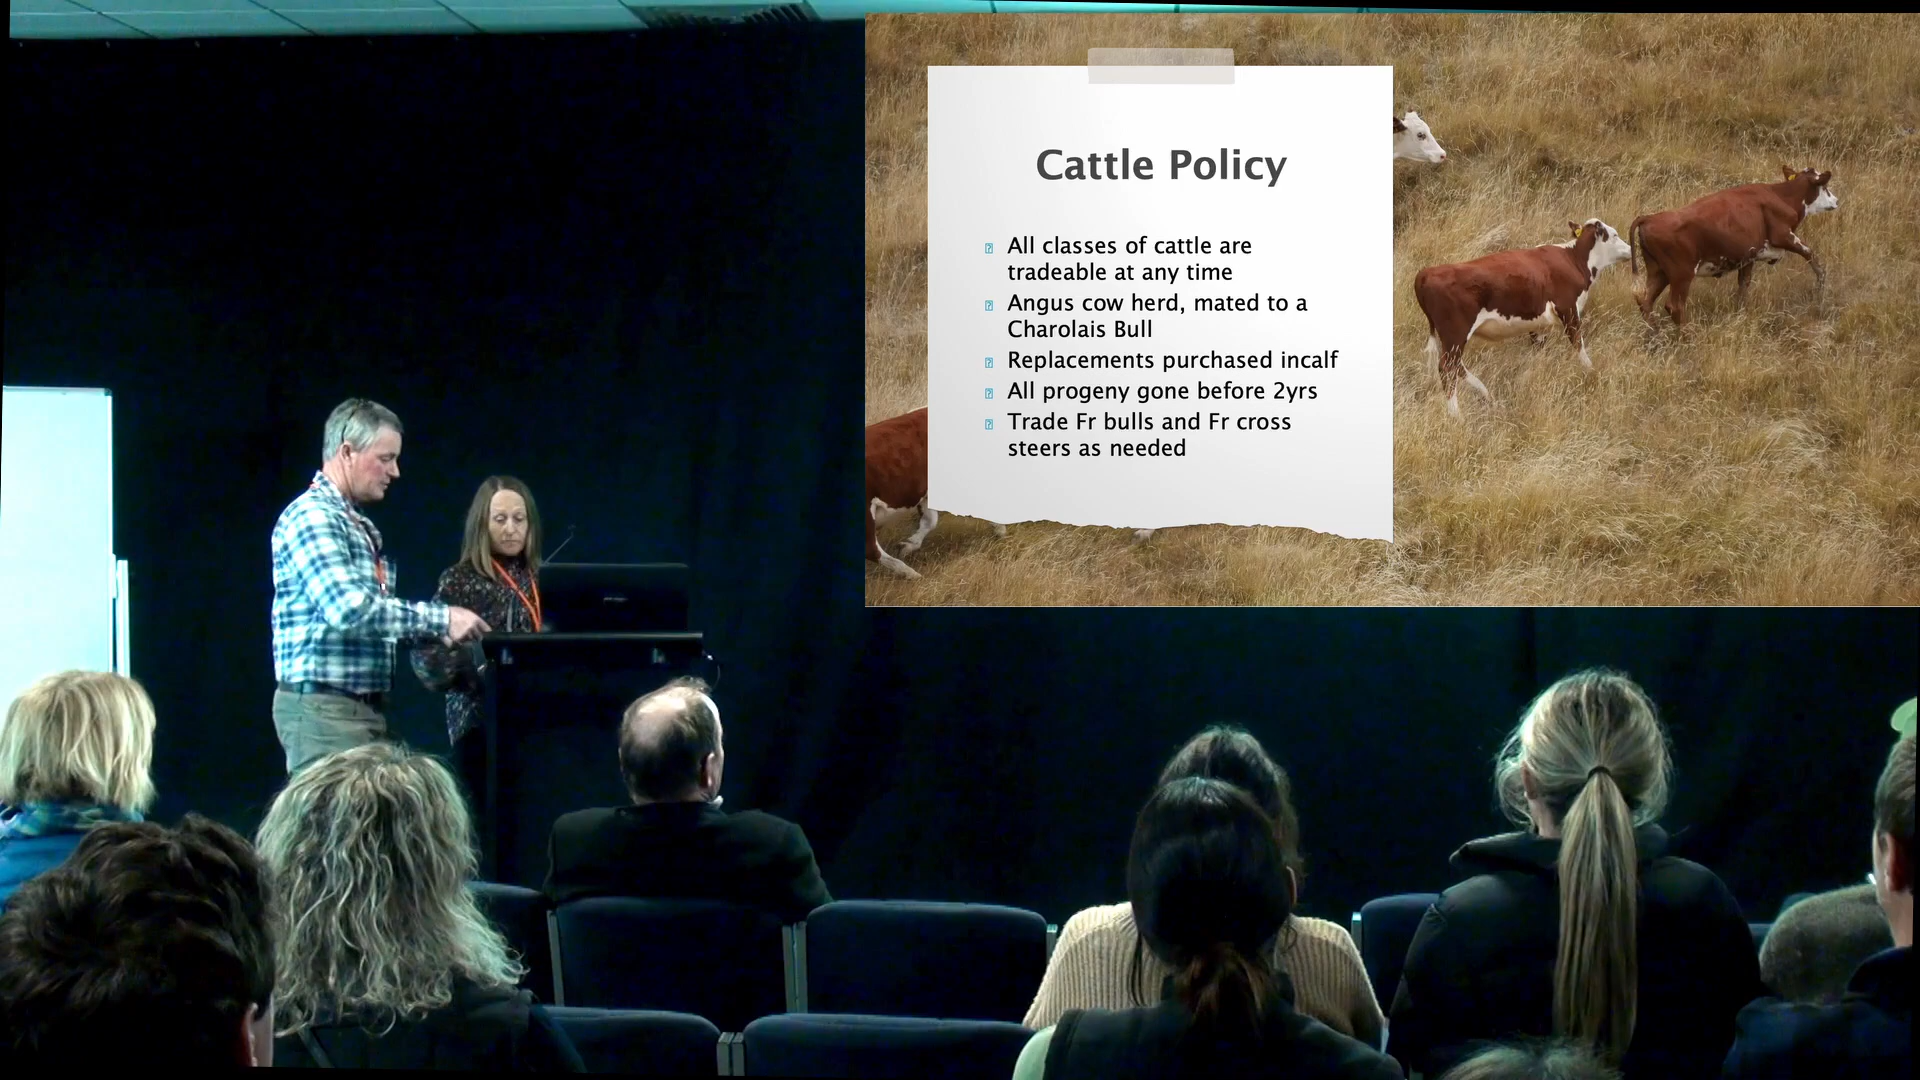 Cattle Policy
All classes of cattle are
tradeable at any time
Angus cow herd, mated to a
Charolais Bull
Replacements purchased incalf
All progeny gone before 2yrs
Trade Fr bulls and Fr cross
steers as needed